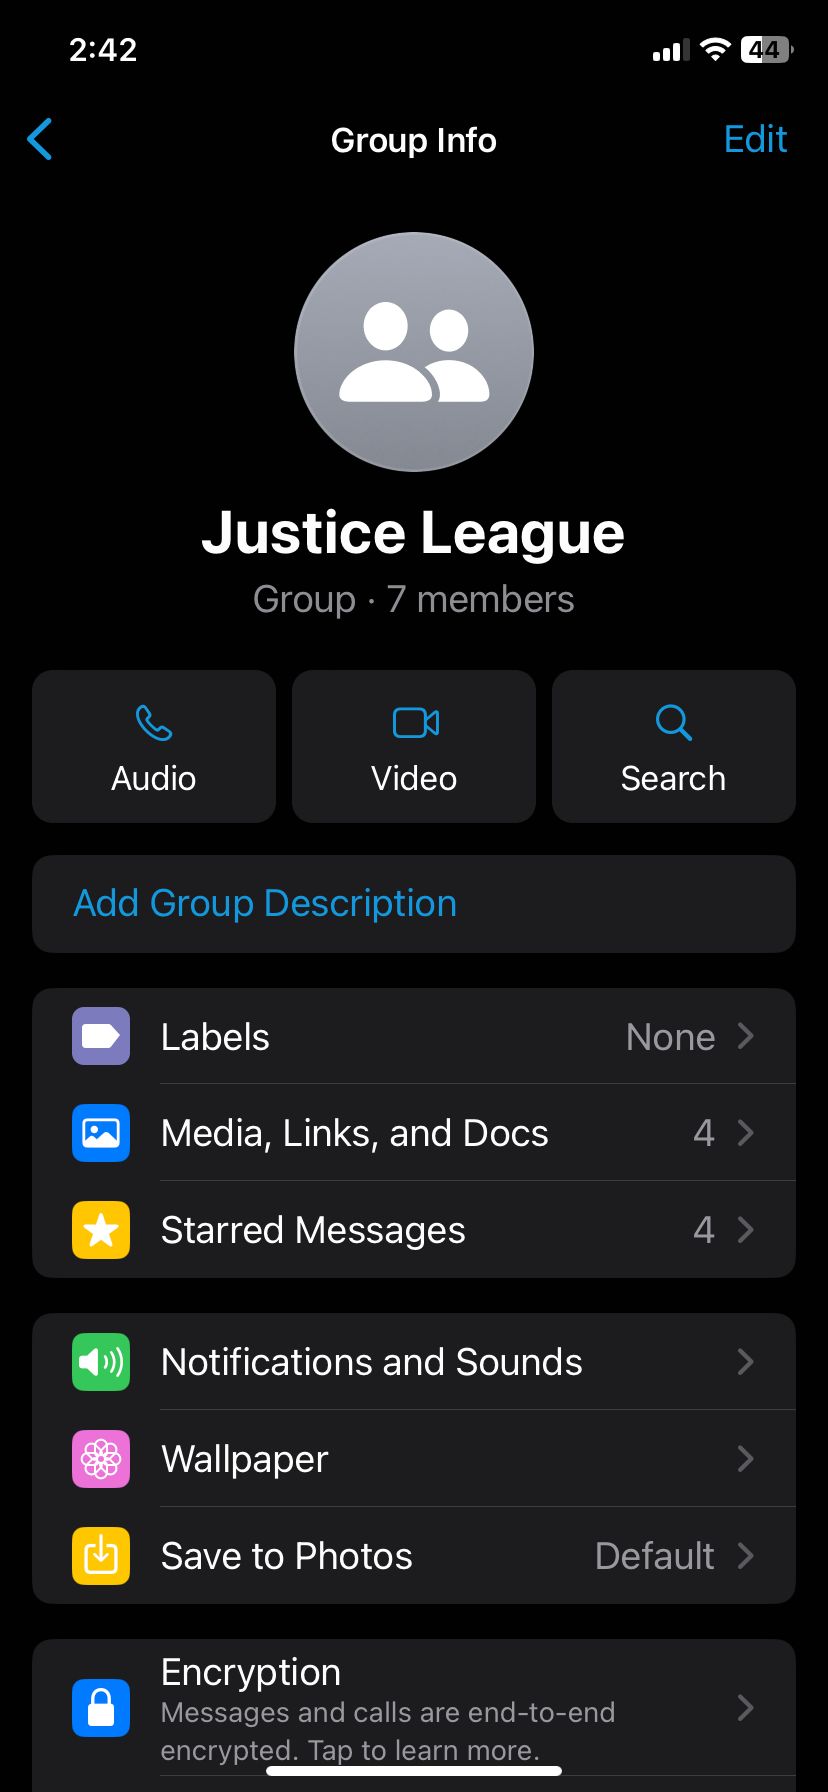 2:42
44
Group Info
Edit
Justice League
Group · 7 members
Audio
Video
Search
Add Group Description
Labels
None
Media, Links, and Docs
4
Starred Messages
4
Notifications and Sounds
Wallpaper
Save to Photos
Default
Encryption
Messages and calls are end-to-end
encrypted. Tap to learn more.